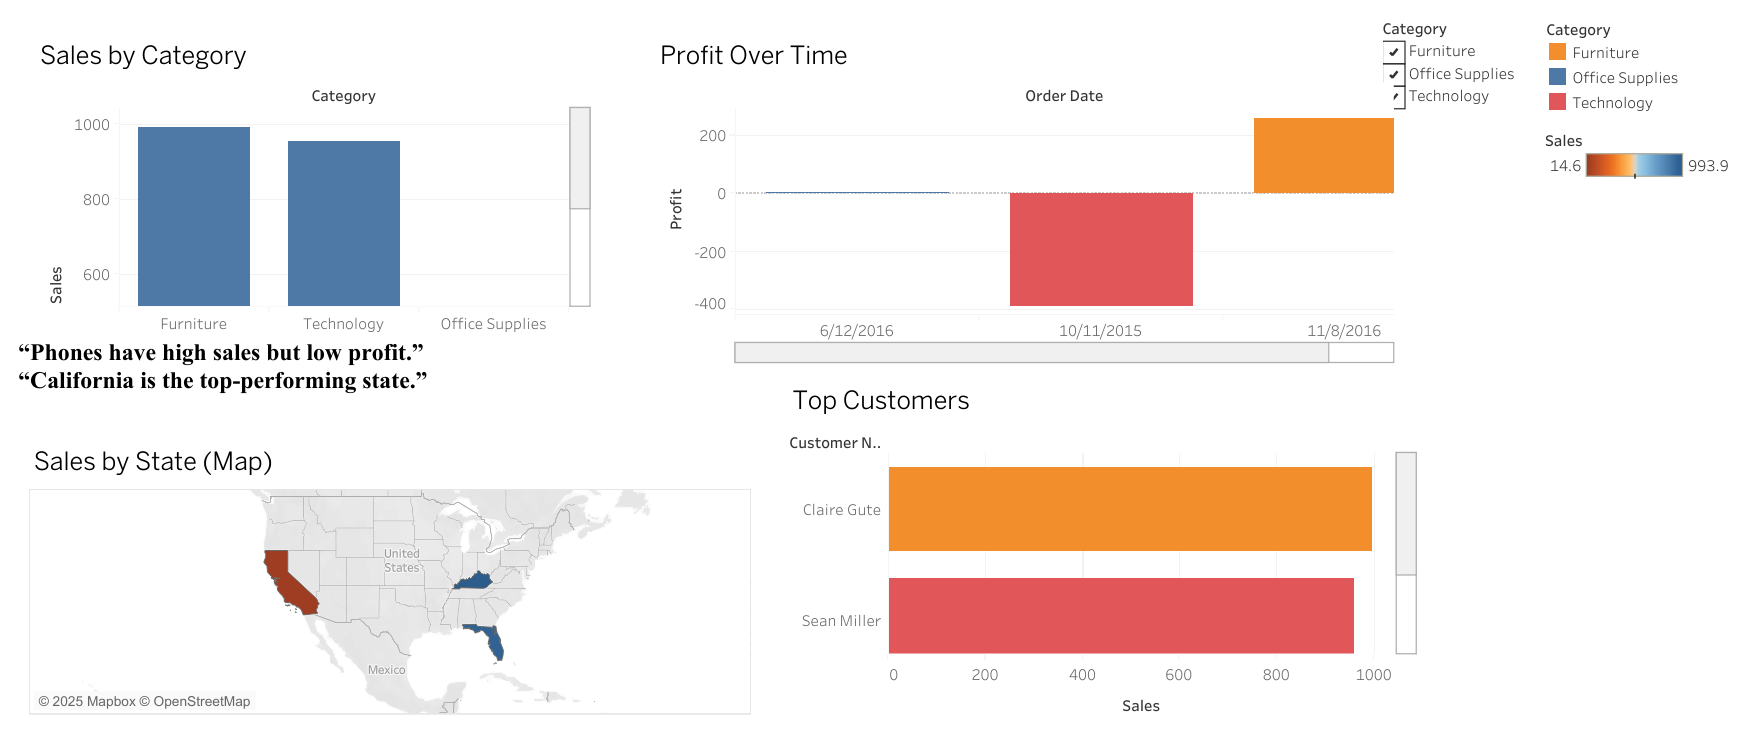 Sales by Category
Category
1000
800
600
Sales
Furniture
Technology
Office Supplies
“Phones have high sales but low profit.”
“California is the top-performing state.”
Profit Over Time
Order Date
200
0
-200
-400
Profit
6/12/2016
10/11/2015
11/8/2016
Category
Furniture
Office Supplies
Technology
Category
Furniture
Office Supplies
Technology
Sales
14.6 993.9
Sales by State (Map)
United
States
Mexico
© 2025 Mapbox © OpenStreetMap
Top Customers
Customer N..
Claire Gute
Sean Miller
0 200 400 600 800 1000
Sales